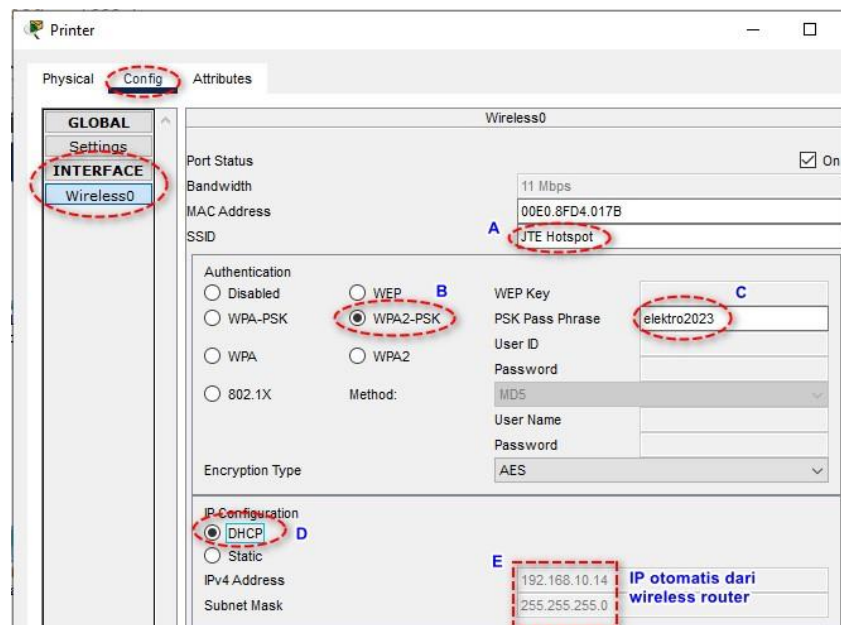 Printer
Physical Config Attributes
GLOBAL
Settings
INTERFACE
Wireless0
Wireless0
Port Status On
Bandwidth 11 Mbps
MAC Address 00E0.8FD4.017B
SSID A JTE Hotspot
Authentication
Disabled WEP B WEP Key C
WPA-PSK WPA2-PSK PSK Pass Phrase elektro2023
User ID
WPA WPA2
Password
802.1X Method: MD5
User Name
Password
Encryption Type AES
IP Configuration
DHCP D
Static
E
IPv4 Address 192.168.10.14 IP otomatis dari
Subnet Mask 255.255.255.0 wireless router